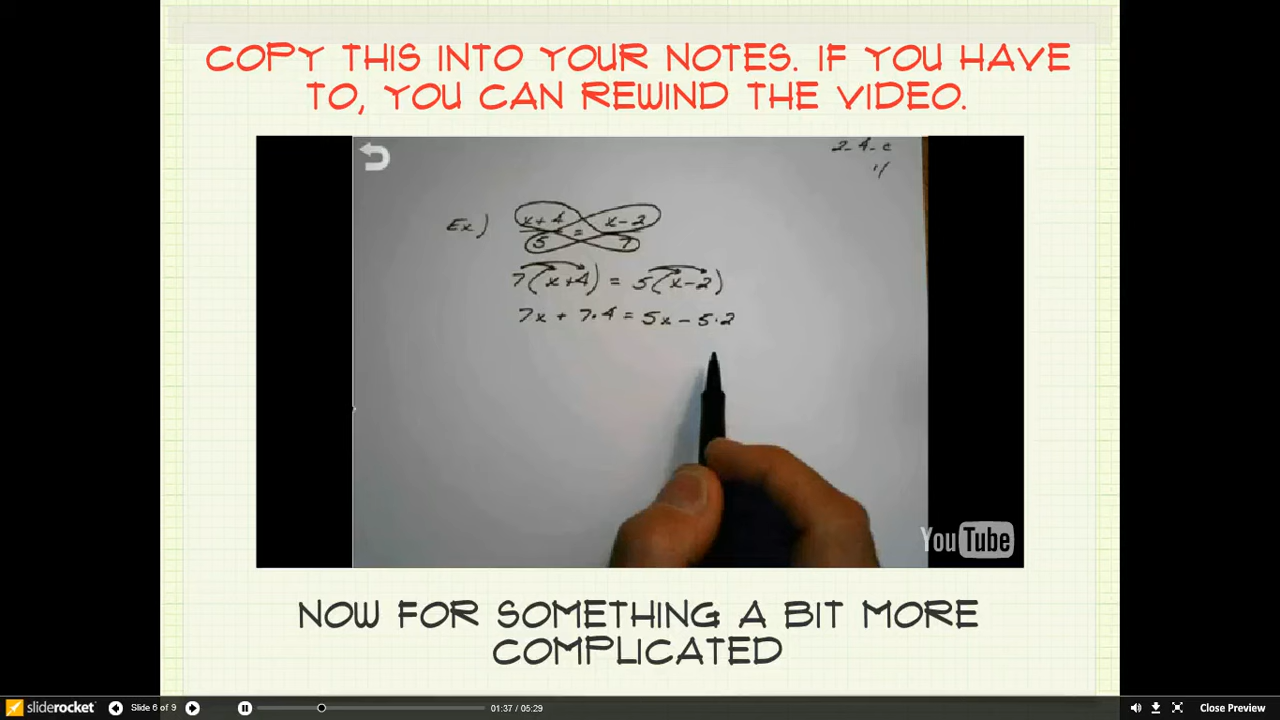 COPY THIS INTO YOUR NOTES. IF YOU HAVE
TO, YOU CAN REWIND THE VIDEO.
2-4-c
Ex) x+4/5 = x-2/7
7(x+4) = 5(x-2)
7x + 7·4 = 5x - 5·2
YouTube
NOW FOR SOMETHING A BIT MORE
COMPLICATED
sliderocket
Slide 6 of 9
01:37 / 05:29
Close Preview